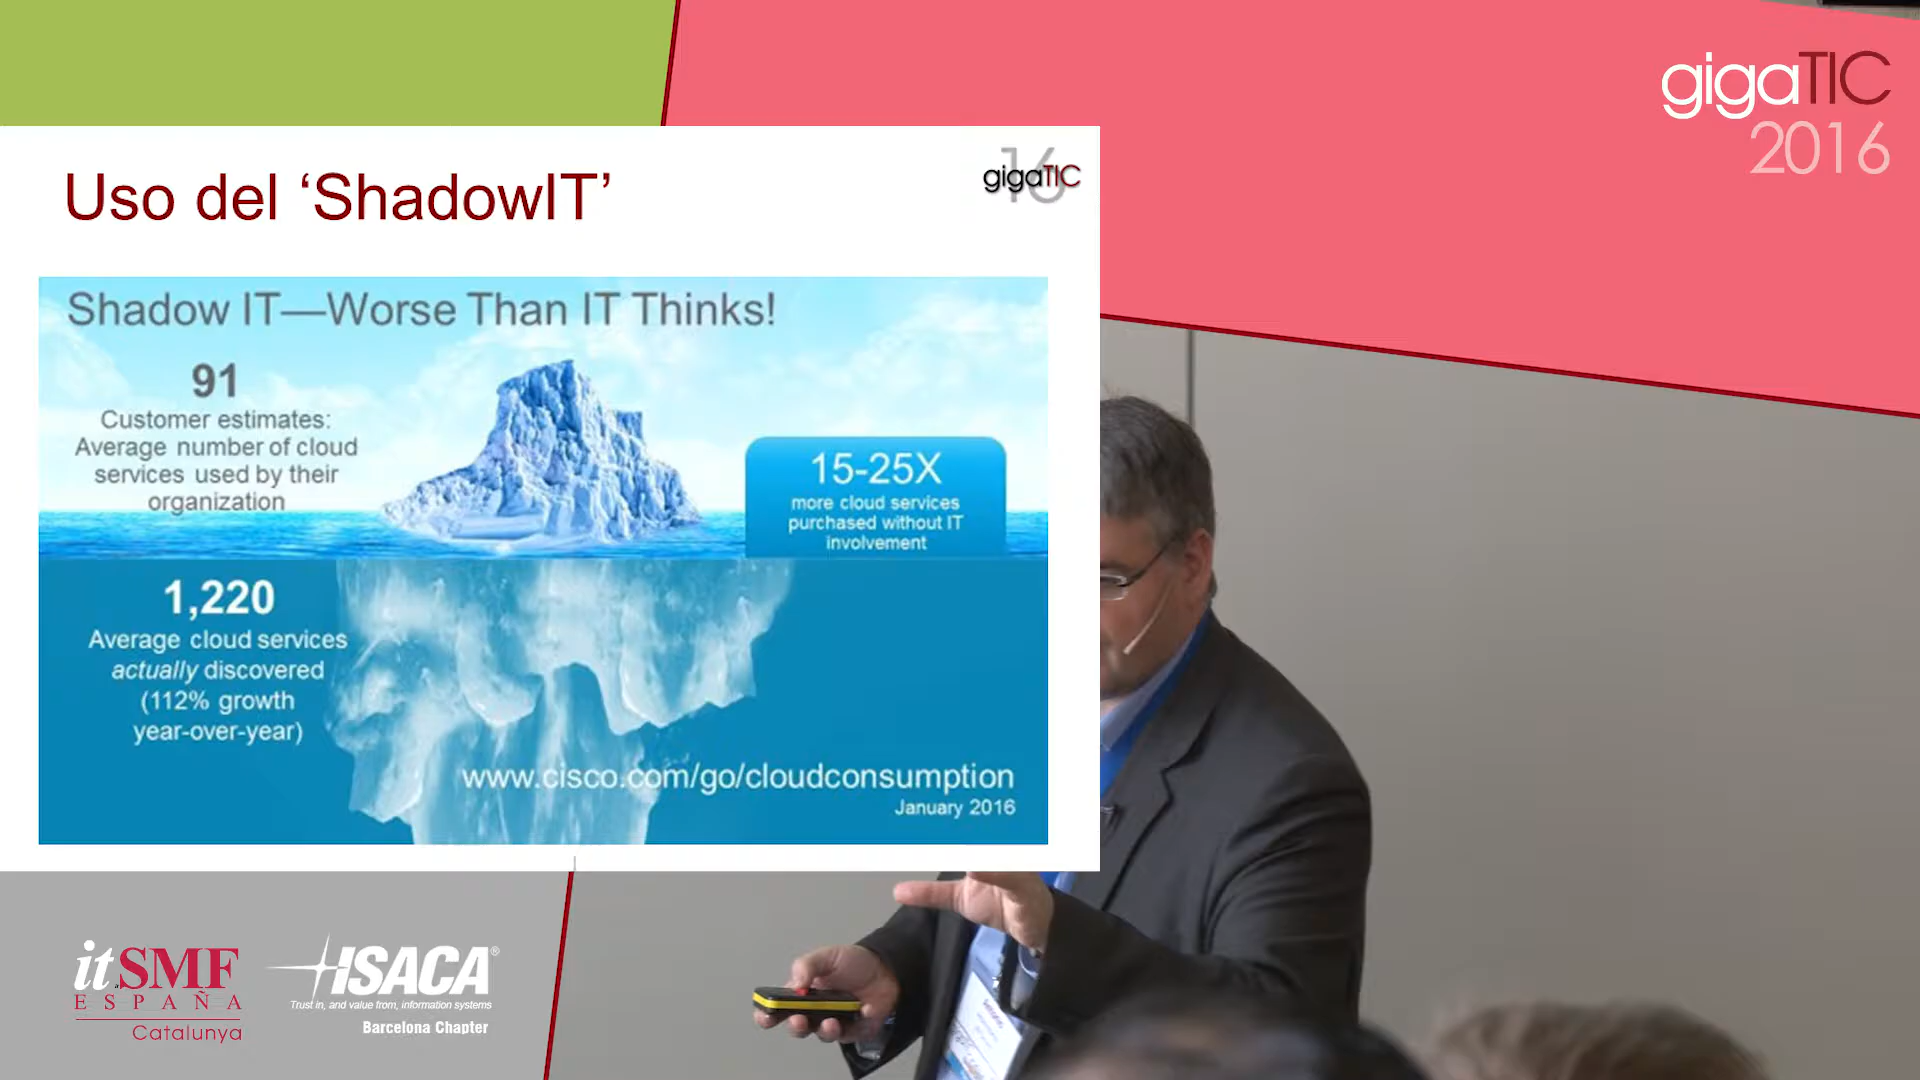 gigaTIC
2016
Uso del ‘ShadowIT’
16
gigaTIC
Shadow IT—Worse Than IT Thinks!
91
Customer estimates:
Average number of cloud
services used by their
organization
15-25X
more cloud services
purchased without IT
involvement
1,220
Average cloud services
actually discovered
(112% growth
year-over-year)
www.cisco.com/go/cloudconsumption
January 2016
itSMF
ESPAÑA
Catalunya
ISACA®
Trust in, and value from, information systems
Barcelona Chapter